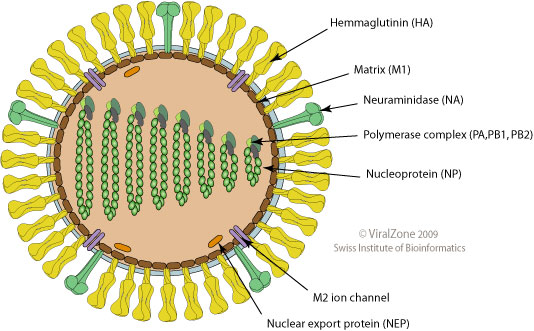 Hemmaglutinin (HA)
Matrix (M1)
Neuraminidase (NA)
Polymerase complex (PA,PB1, PB2)
Nucleoprotein (NP)
© ViralZone 2009
Swiss Institute of Bioinformatics
M2 ion channel
Nuclear export protein (NEP)